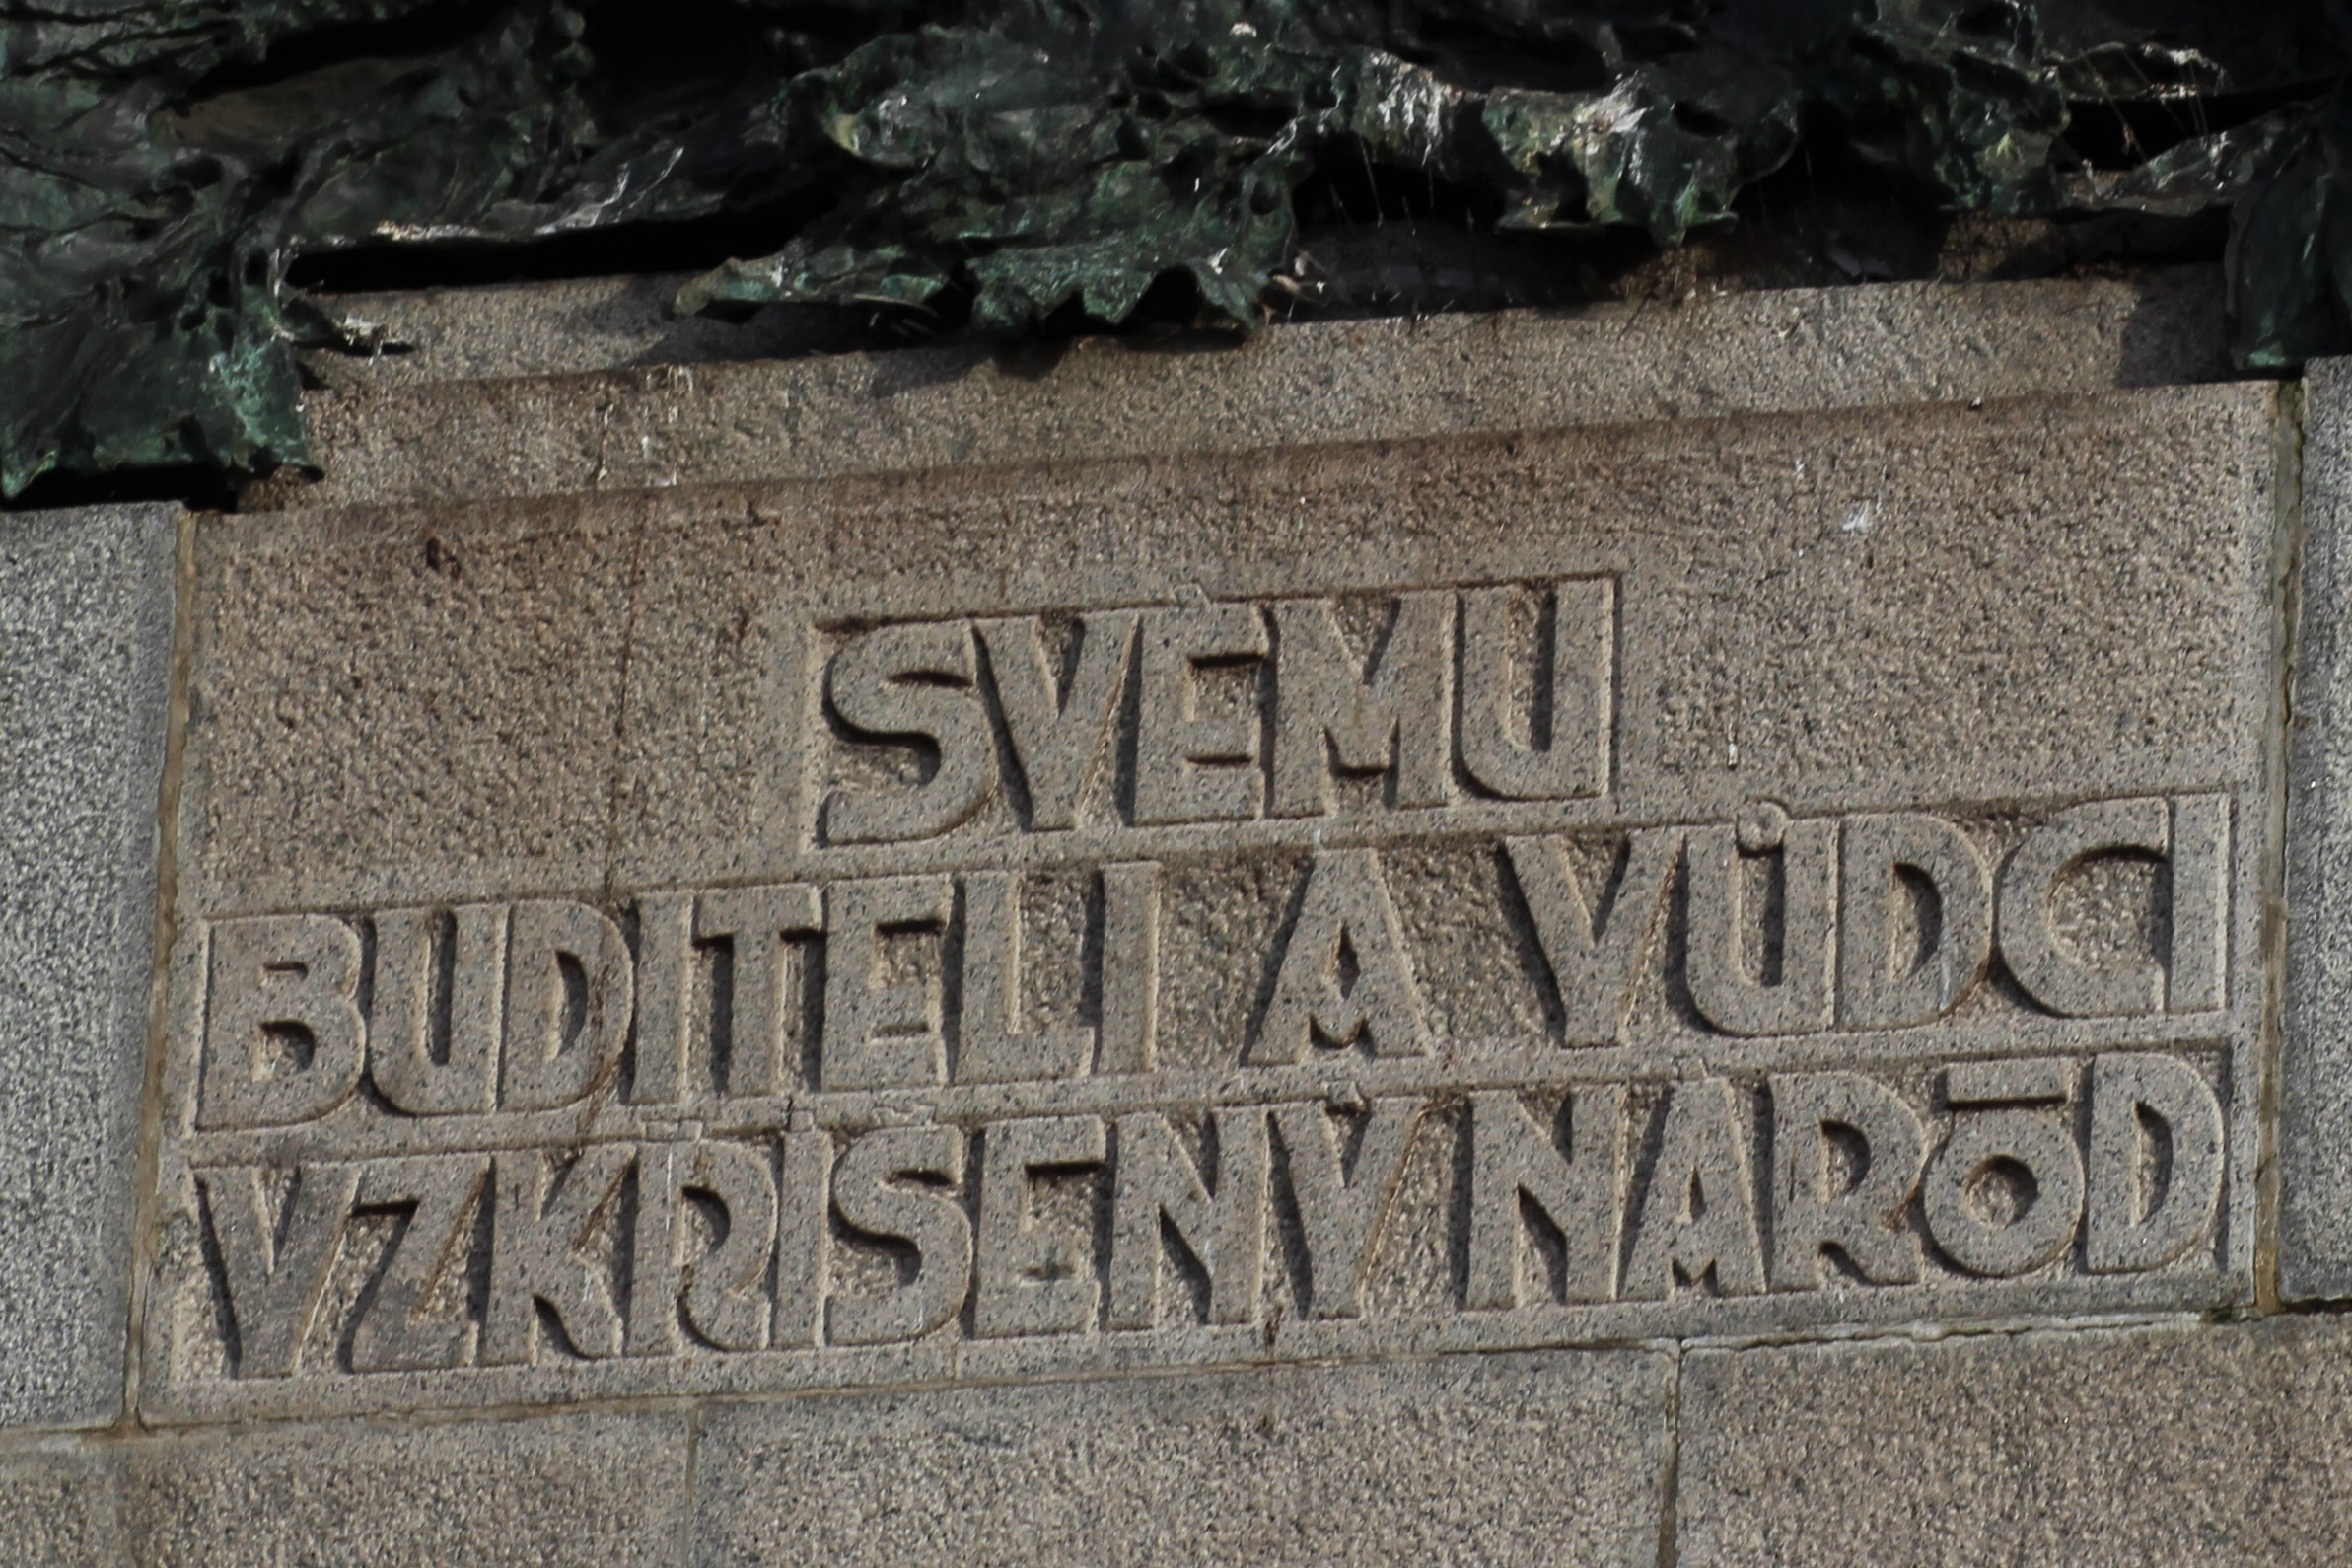 SVÉMU
BUDITELI A VŮDCI
VZKŘÍŠENÝ NÁROD